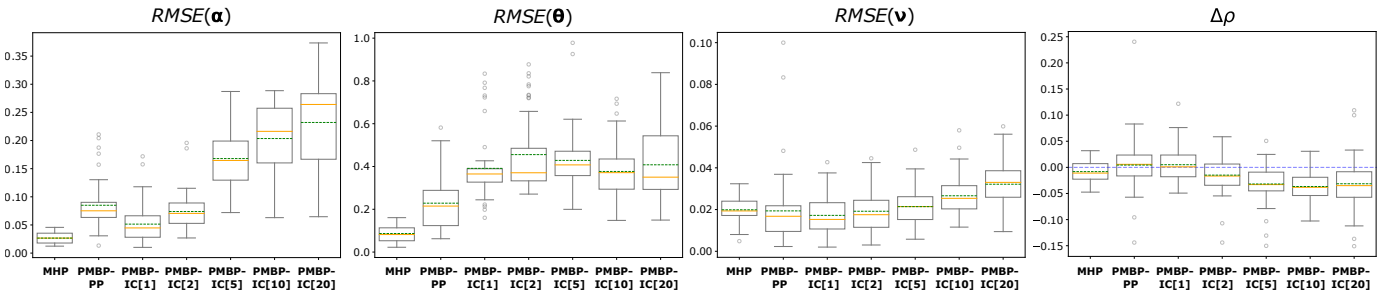 RMSE(α)
0.35
0.30
0.25
0.20
0.15
0.10
0.05
0.00
MHP
PMBP-
PP
PMBP-
IC[1]
PMBP-
IC[2]
PMBP-
IC[5]
PMBP-
IC[10]
PMBP-
IC[20]
RMSE(θ)
1.0
0.8
0.6
0.4
0.2
0.0
MHP
PMBP-
PP
PMBP-
IC[1]
PMBP-
IC[2]
PMBP-
IC[5]
PMBP-
IC[10]
PMBP-
IC[20]
RMSE(ν)
0.10
0.08
0.06
0.04
0.02
0.00
MHP
PMBP-
PP
PMBP-
IC[1]
PMBP-
IC[2]
PMBP-
IC[5]
PMBP-
IC[10]
PMBP-
IC[20]
Δρ
0.25
0.20
0.15
0.10
0.05
0.00
−0.05
−0.10
−0.15
MHP
PMBP-
PP
PMBP-
IC[1]
PMBP-
IC[2]
PMBP-
IC[5]
PMBP-
IC[10]
PMBP-
IC[20]